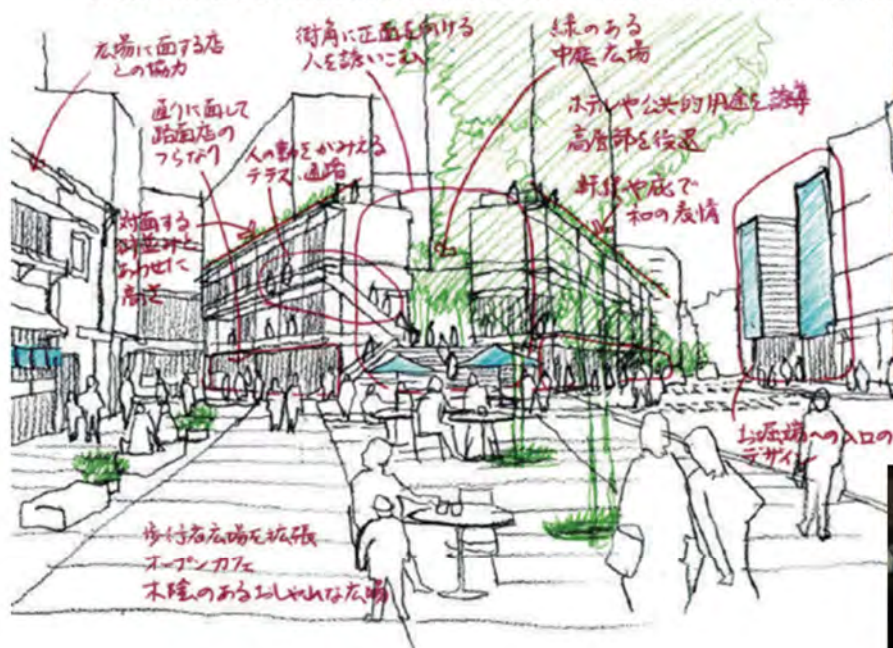 広場に面する店
との協力
街角に正面を向ける
人を誘いこむ
緑のある
中庭広場
通りに面して
路面店の
つらなり
人の動きがみえる
テラス、通路
ホテルや公共的用途を誘導
高層部を後退
軒線や庇で
和の表情
対面する
街並みと
あわせた
高さ
お堀端への入口の
デザイン
歩行者広場を拡張
オープンカフェ
木陰のあるおしゃれな広場